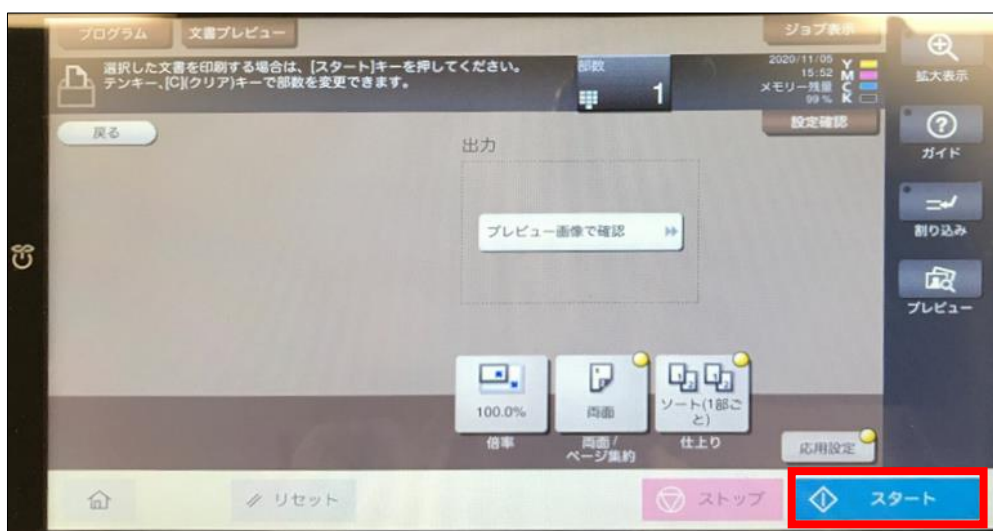 プログラム
文書プレビュー
ジョブ表示
選択した文書を印刷する場合は、[スタート]キーを押してください。
テンキー、[C](クリア)キーで部数を変更できます。
部数
1
2020/11/05
15:52
メモリー残量
99 %
Y
M
C
K
拡大表示
戻る
設定確認
ガイド
出力
プレビュー画像で確認
割り込み
プレビュー
100.0%
両面
ソート(1部ご
と)
倍率
両面/
ページ集約
仕上り
応用設定
リセット
ストップ
スタート